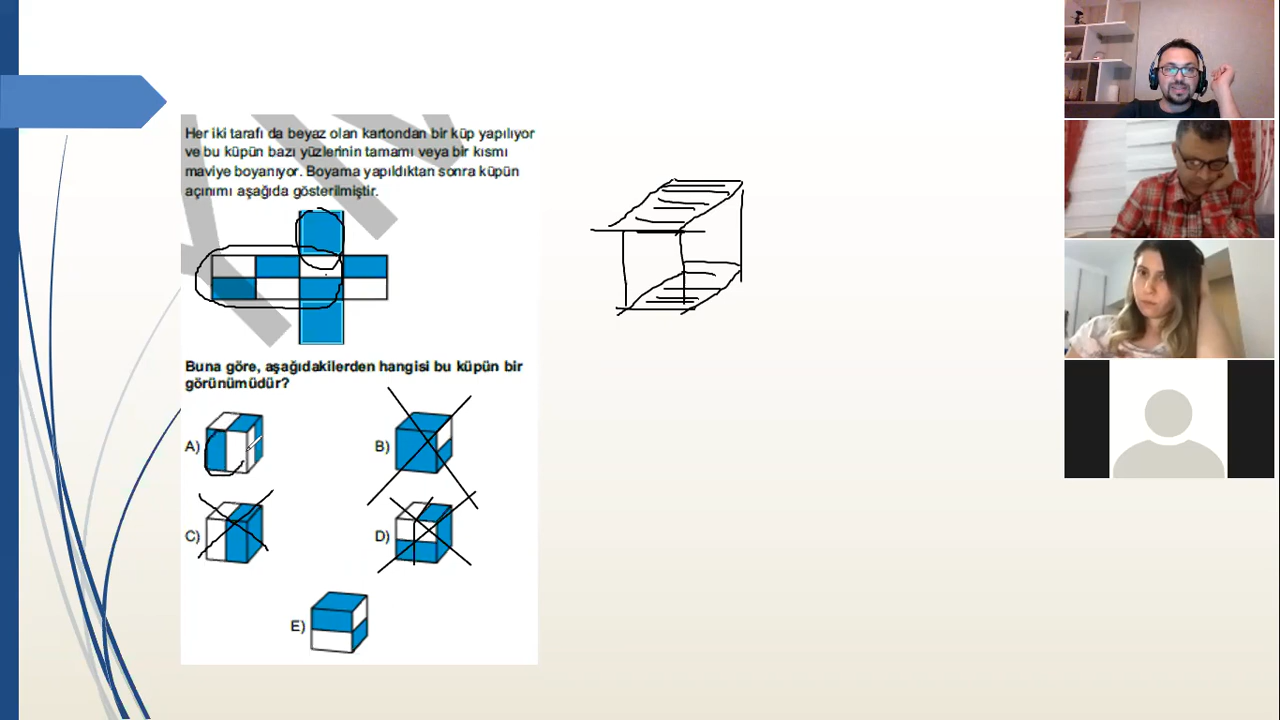 Her iki tarafı da beyaz olan kartondan bir küp yapılıyor
ve bu küpün bazı yüzlerinin tamamı veya bir kısmı
maviye boyanıyor. Boyama yapıldıktan sonra küpün
açınımı aşağıda gösterilmiştir.
Buna göre, aşağıdakilerden hangisi bu küpün bir
görünümüdür?
A)
B)
C)
D)
E)